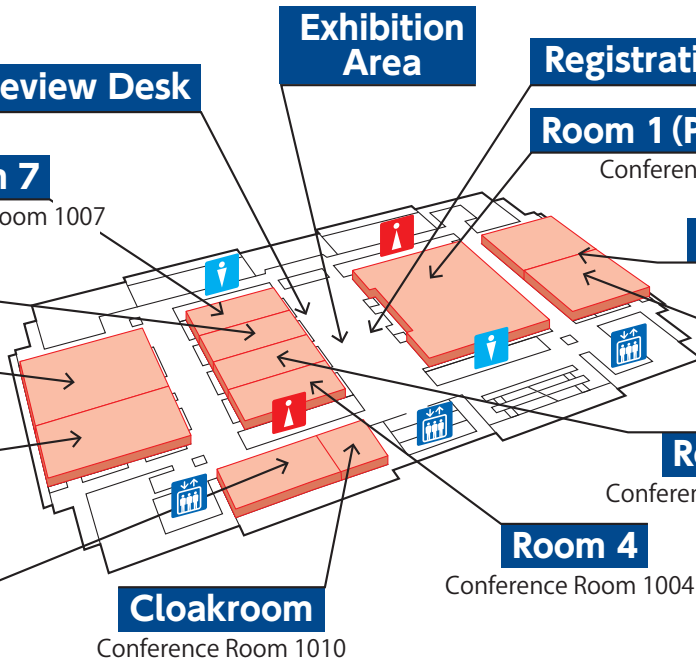 Exhibition
Area
eview Desk
Registrati
Room 1 (P
Conferen
7
oom 1007
R
Conferen
Room 4
Conference Room 1004
Cloakroom
Conference Room 1010